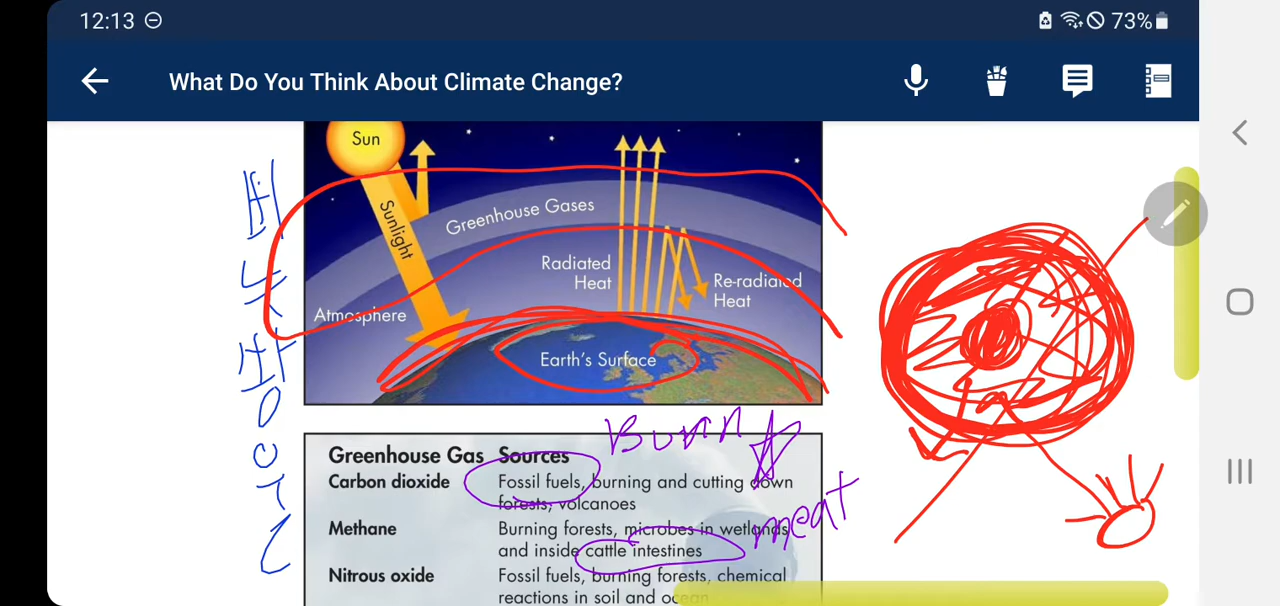 12:13
73%
What Do You Think About Climate Change?
Sun
Sunlight
Greenhouse Gases
Radiated
Heat
Re-radiated
Heat
Atmosphere
Earth's Surface
Burn
Greenhouse Gas Sources
Carbon dioxide Fossil fuels, burning and cutting down
forests, volcanoes
meat
Methane Burning forests, microbes in wetlands
and inside cattle intestines
Nitrous oxide Fossil fuels, burning forests, chemical
reactions in soil and ocean